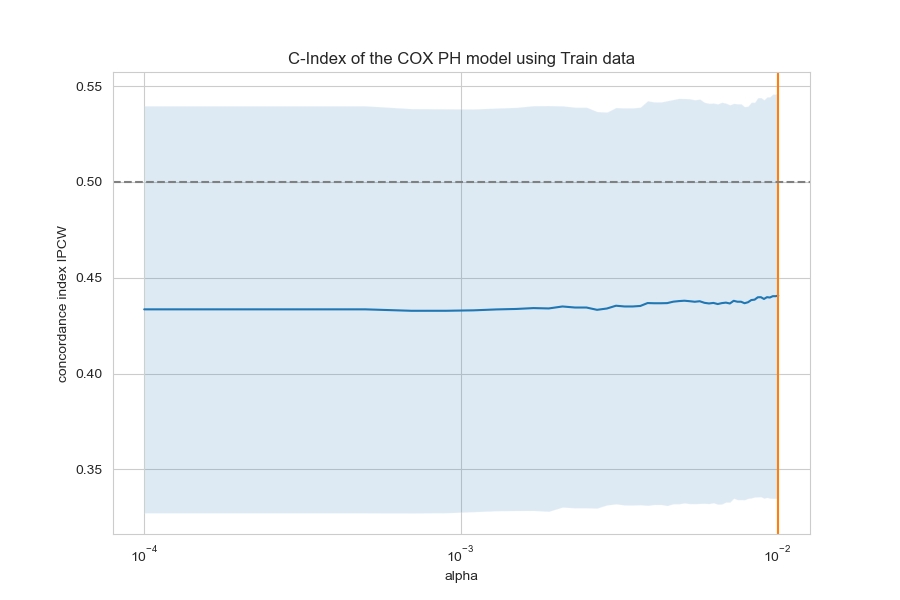 C-Index of the COX PH model using Train data
concordance index IPCW
0.55
0.50
0.45
0.40
0.35
10⁻⁴ 10⁻³ 10⁻²
alpha